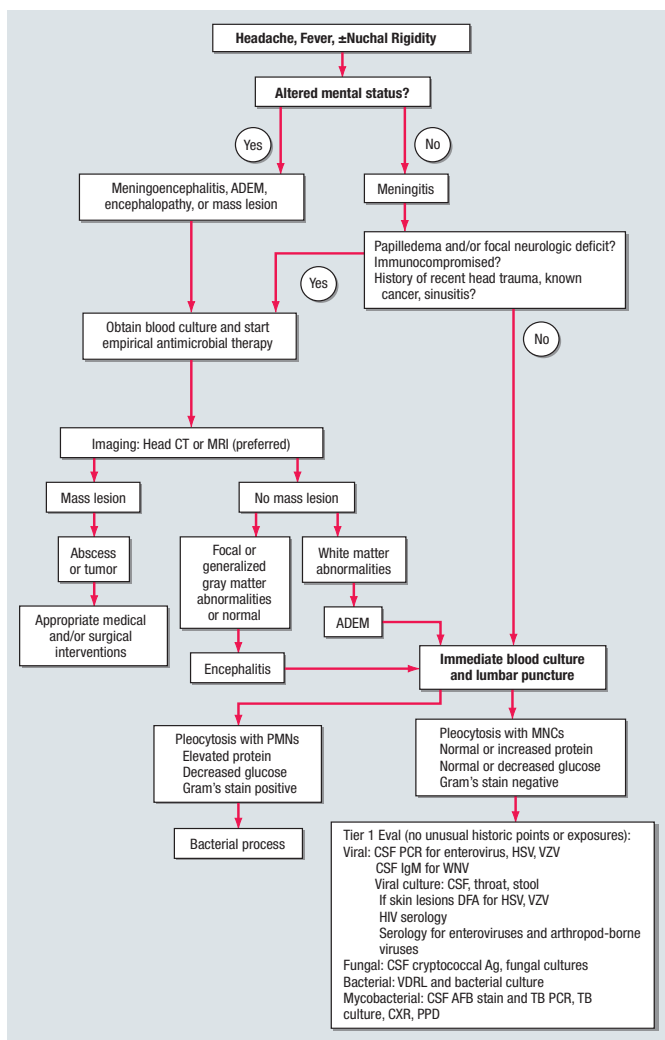 Headache, Fever, ±Nuchal Rigidity
Altered mental status?
Yes
No
Meningoencephalitis, ADEM,
encephalopathy, or mass lesion
Meningitis
Papilledema and/or focal neurologic deficit?
Immunocompromised?
History of recent head trauma, known
cancer, sinusitis?
Yes
No
Obtain blood culture and start
empirical antimicrobial therapy
Imaging: Head CT or MRI (preferred)
Mass lesion
No mass lesion
Abscess
or tumor
Focal or
generalized
gray matter
abnormalities
or normal
White matter
abnormalities
Appropriate medical
and/or surgical
interventions
ADEM
Encephalitis
Immediate blood culture
and lumbar puncture
Pleocytosis with PMNs
Elevated protein
Decreased glucose
Gram's stain positive
Pleocytosis with MNCs
Normal or increased protein
Normal or decreased glucose
Gram's stain negative
Bacterial process
Tier 1 Eval (no unusual historic points or exposures):
Viral: CSF PCR for enterovirus, HSV, VZV
CSF IgM for WNV
Viral culture: CSF, throat, stool
If skin lesions DFA for HSV, VZV
HIV serology
Serology for enteroviruses and arthropod-borne
viruses
Fungal: CSF cryptococcal Ag, fungal cultures
Bacterial: VDRL and bacterial culture
Mycobacterial: CSF AFB stain and TB PCR, TB
culture, CXR, PPD